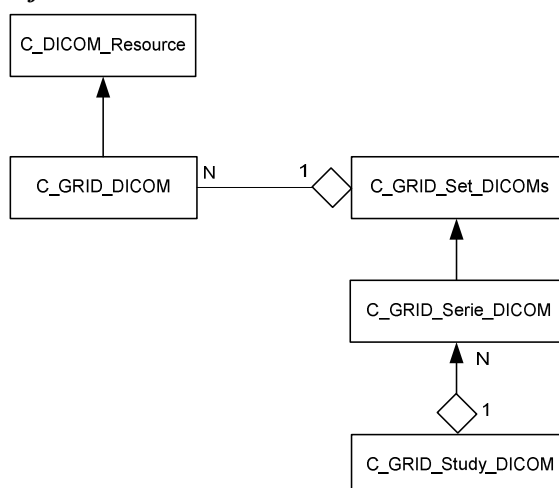 C_DICOM_Resource
C_GRID_DICOM
N
1
C_GRID_Set_DICOMs
C_GRID_Serie_DICOM
N
1
C_GRID_Study_DICOM